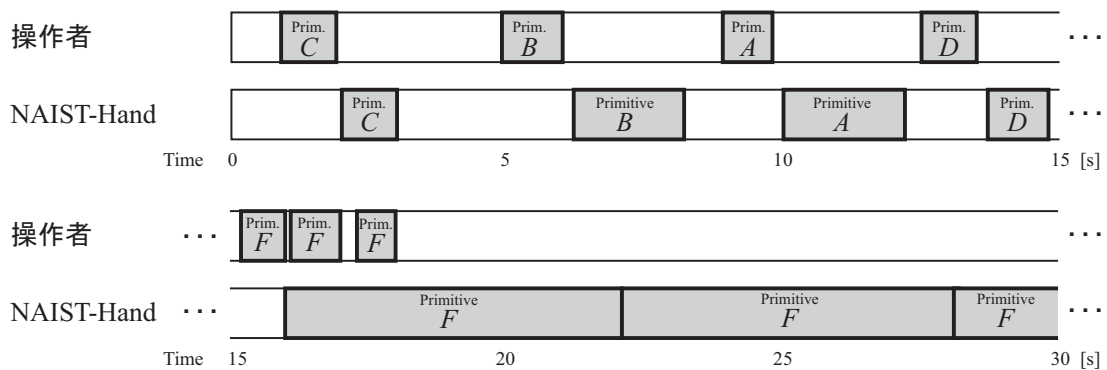 操作者 Prim. C Prim. B Prim. A Prim. D ･･･
NAIST-Hand Prim. C Primitive B Primitive A Prim. D ･･･
Time 0 5 10 15 [s]
操作者 ･･･ Prim. F Prim. F Prim. F ･･･
NAIST-Hand ･･･ Primitive F Primitive F Primitive F ･･･
Time 15 20 25 30 [s]